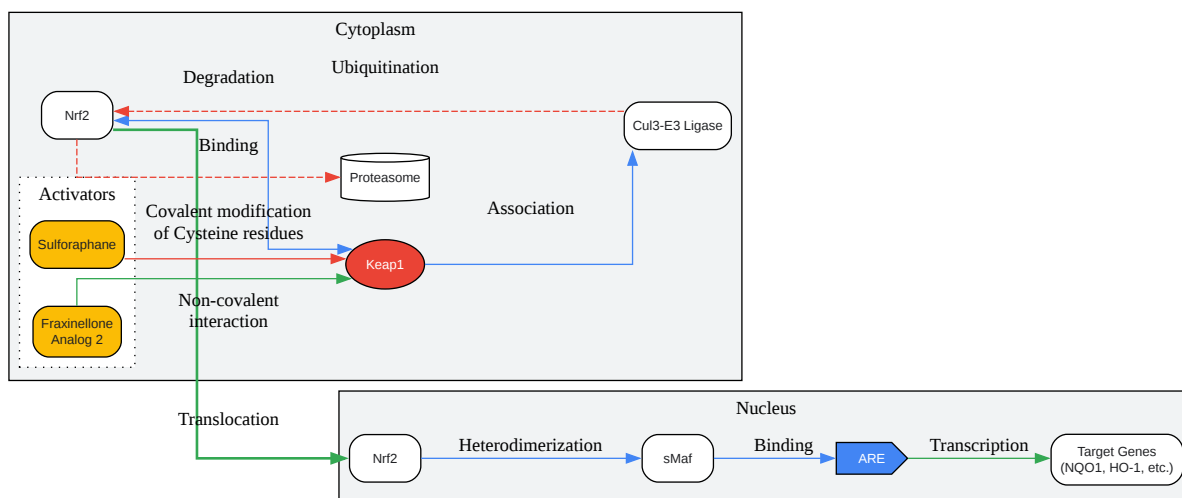 Cytoplasm
Ubiquitination
Degradation
Nrf2
Cul3-E3 Ligase
Binding
Proteasome
Activators
Covalent modification
of Cysteine residues
Association
Sulforaphane
Keap1
Non-covalent
interaction
Fraxinellone
Analog 2
Translocation
Nucleus
Nrf2
Heterodimerization
sMaf
Binding
ARE
Transcription
Target Genes
(NQO1, HO-1, etc.)